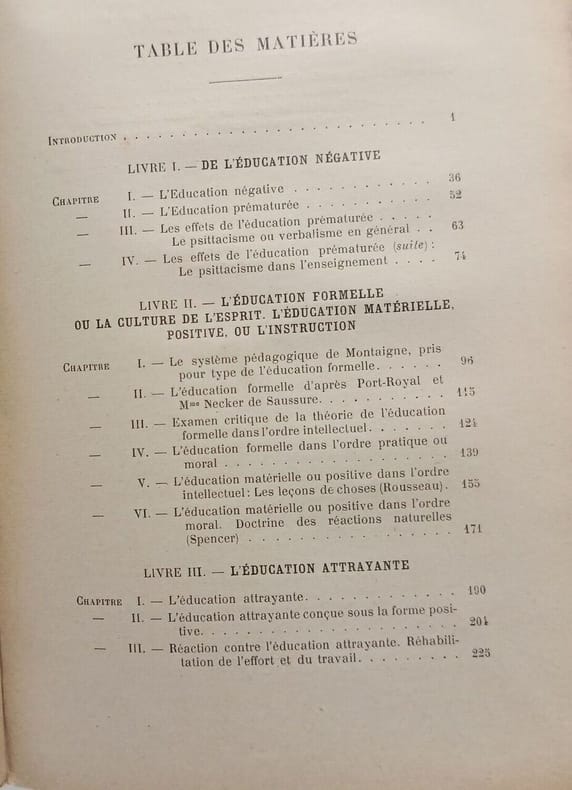 TABLE DES MATIÈRES
INTRODUCTION . . . . . . . . . . . . . . . . . . 1
LIVRE I. — DE L'ÉDUCATION NÉGATIVE
CHAPITRE I. — L'Education négative . . . . . . . . . . 36
— II. — L'Education prématurée . . . . . . . . . 52
— III. — Les effets de l'éducation prématurée . . . . .
Le psittacisme ou verbalisme en général . . 63
— IV. — Les effets de l'éducation prématurée (suite) :
Le psittacisme dans l'enseignement . . . . 74
LIVRE II. — L'ÉDUCATION FORMELLE
OU LA CULTURE DE L'ESPRIT. L'ÉDUCATION MATÉRIELLE,
POSITIVE, OU L'INSTRUCTION
CHAPITRE I. — Le système pédagogique de Montaigne, pris
pour type de l'éducation formelle. . . . . . 96
— II. — L'éducation formelle d'après Port-Royal et
Mme Necker de Saussure. . . . . . . . . . . 115
— III. — Examen critique de la théorie de l'éducation
formelle dans l'ordre intellectuel. . . . . . . 124
— IV. — L'éducation formelle dans l'ordre pratique ou
moral . . . . . . . . . . . . . . . . . 139
— V. — L'éducation matérielle ou positive dans l'ordre
intellectuel : Les leçons de choses (Rousseau). 155
— VI. — L'éducation matérielle ou positive dans l'ordre
moral. Doctrine des réactions naturelles
(Spencer) . . . . . . . . . . . . . . . 171
LIVRE III. — L'ÉDUCATION ATTRAYANTE
CHAPITRE I. — L'éducation attrayante. . . . . . . . . . . . 190
— II. — L'éducation attrayante conçue sous la forme posi-
tive. . . . . . . . . . . . . . . . . . . 204
— III. — Réaction contre l'éducation attrayante. Réhabili-
tation de l'effort et du travail. . . . . . . . 225